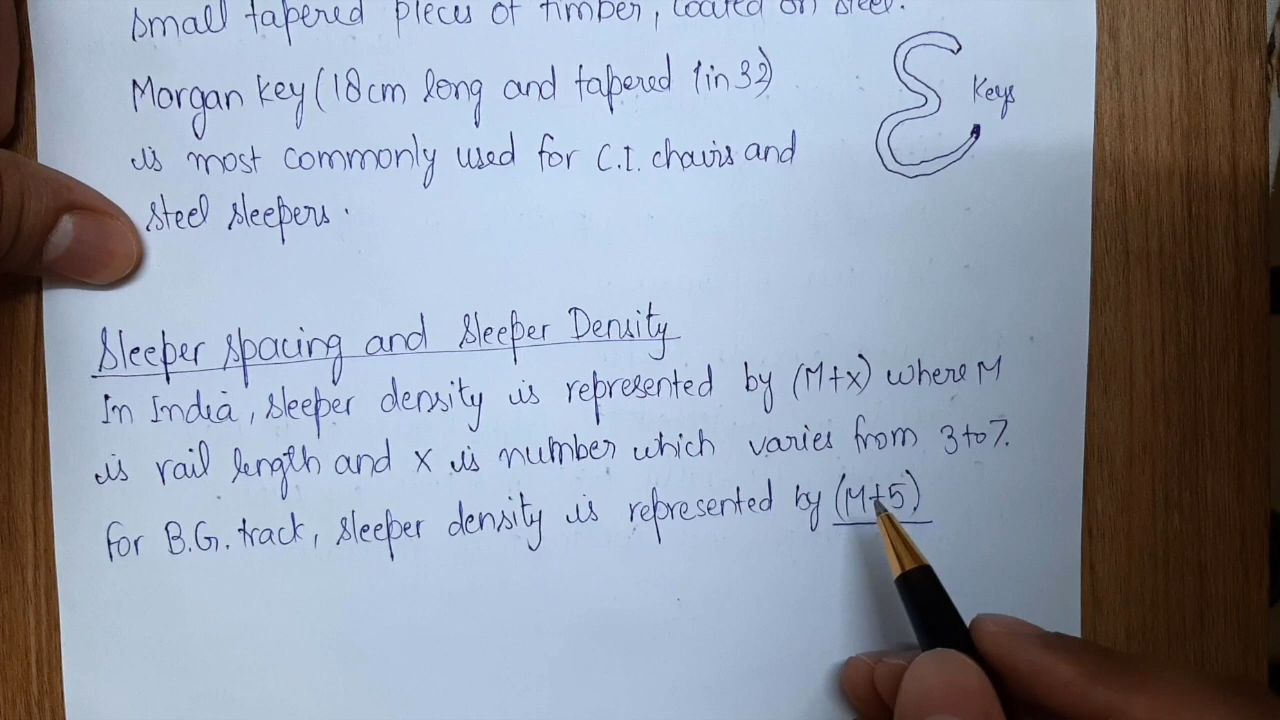 small tapered pieces of timber, located on steel.
Morgan key (18cm long and tapered 1 in 32)
is most commonly used for C.I. chairs and
steel sleepers.
Keys
Sleeper spacing and Sleeper Density
In India, sleeper density is represented by (M+x) where M
is rail length and x is number which varies from 3 to 7.
for B.G. track, sleeper density is represented by (M+5)